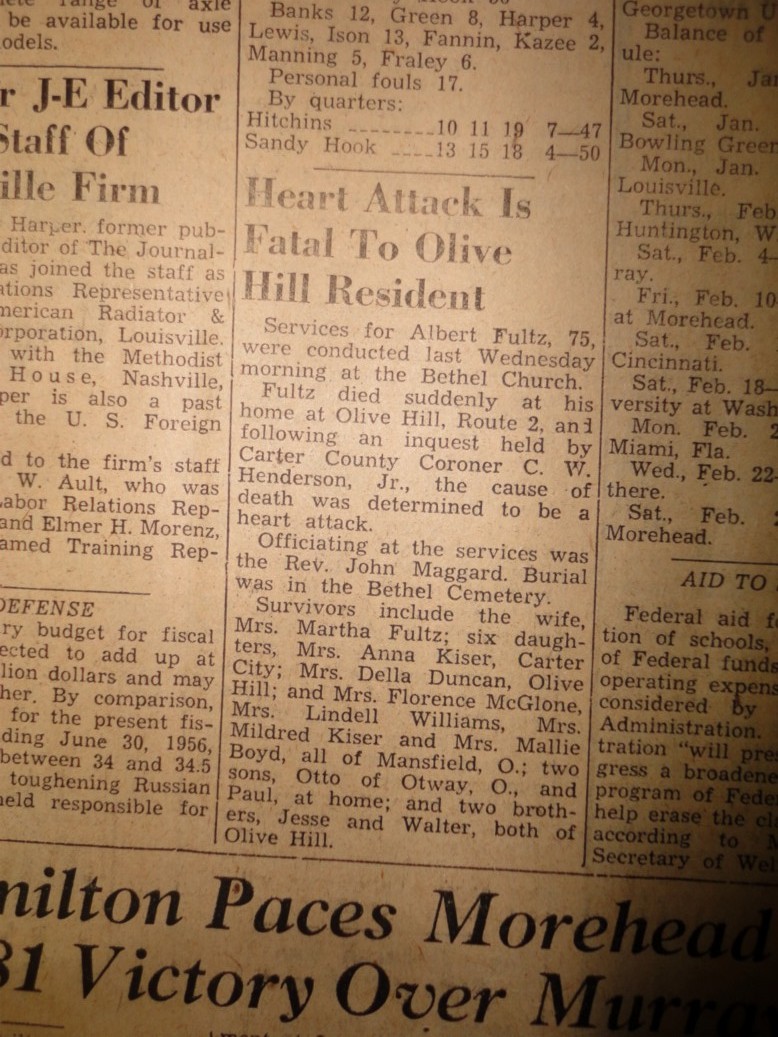 range of axle
be available for use
odels.
r J-E Editor
Staff Of
ille Firm
Harper. former pub-
ditor of The Journal-
as joined the staff as
ations Representative
merican Radiator &
orporation, Louisville.
with the Methodist
House, Nashville,
per is also a past
the U. S. Foreign
d to the firm's staff
W. Ault, who was
Labor Relations Rep-
and Elmer H. Morenz,
amed Training Rep-
DEFENSE
ry budget for fiscal
ected to add up at
lion dollars and may
her. By comparison,
for the present fis-
ding June 30, 1956,
between 34 and 34.5
toughening Russian
held responsible for
Banks 12, Green 8, Harper 4,
Lewis, Ison 13, Fannin, Kazee 2,
Manning 5, Fraley 6.
Personal fouls 17.
By quarters:
Hitchins ........10 11 19 7—47
Sandy Hook ....13 15 18 4—50
Heart Attack Is
Fatal To Olive
Hill Resident
Services for Albert Fultz, 75,
were conducted last Wednesday
morning at the Bethel Church.
Fultz died suddenly at his
home at Olive Hill, Route 2, and
following an inquest held by
Carter County Coroner C. W.
Henderson, Jr., the cause of
death was determined to be a
heart attack.
Officiating at the services was
the Rev. John Maggard. Burial
was in the Bethel Cemetery.
Survivors include the wife,
Mrs. Martha Fultz; six daugh-
ters, Mrs. Anna Kiser, Carter
City; Mrs. Della Duncan, Olive
Hill; and Mrs. Florence McGlone,
Mrs. Lindell Williams, Mrs.
Mildred Kiser and Mrs. Mallie
Boyd, all of Mansfield, O.; two
sons, Otto of Otway, O., and
Paul, at home; and two broth-
ers, Jesse and Walter, both of
Olive Hill.
Georgetown U
Balance of
ule:
Thurs., Jan
Morehead.
Sat., Jan.
Bowling Green
Mon., Jan.
Louisville.
Thurs., Feb
Huntington, W
Sat., Feb. 4-
ray.
Fri., Feb. 10
at Morehead.
Sat., Feb.
Cincinnati.
Sat., Feb. 18—
versity at Wash
Mon. Feb. 2
Miami, Fla.
Wed., Feb. 22-
there.
Sat., Feb. 2
Morehead.
AID TO
Federal aid f
tion of schools,
of Federal funds
operating expens
considered by
Administration.
tration "will pre
gress a broadene
program of Fede
help erase the cl
according to M
Secretary of Wel
milton Paces Morehead
81 Victory Over Murra